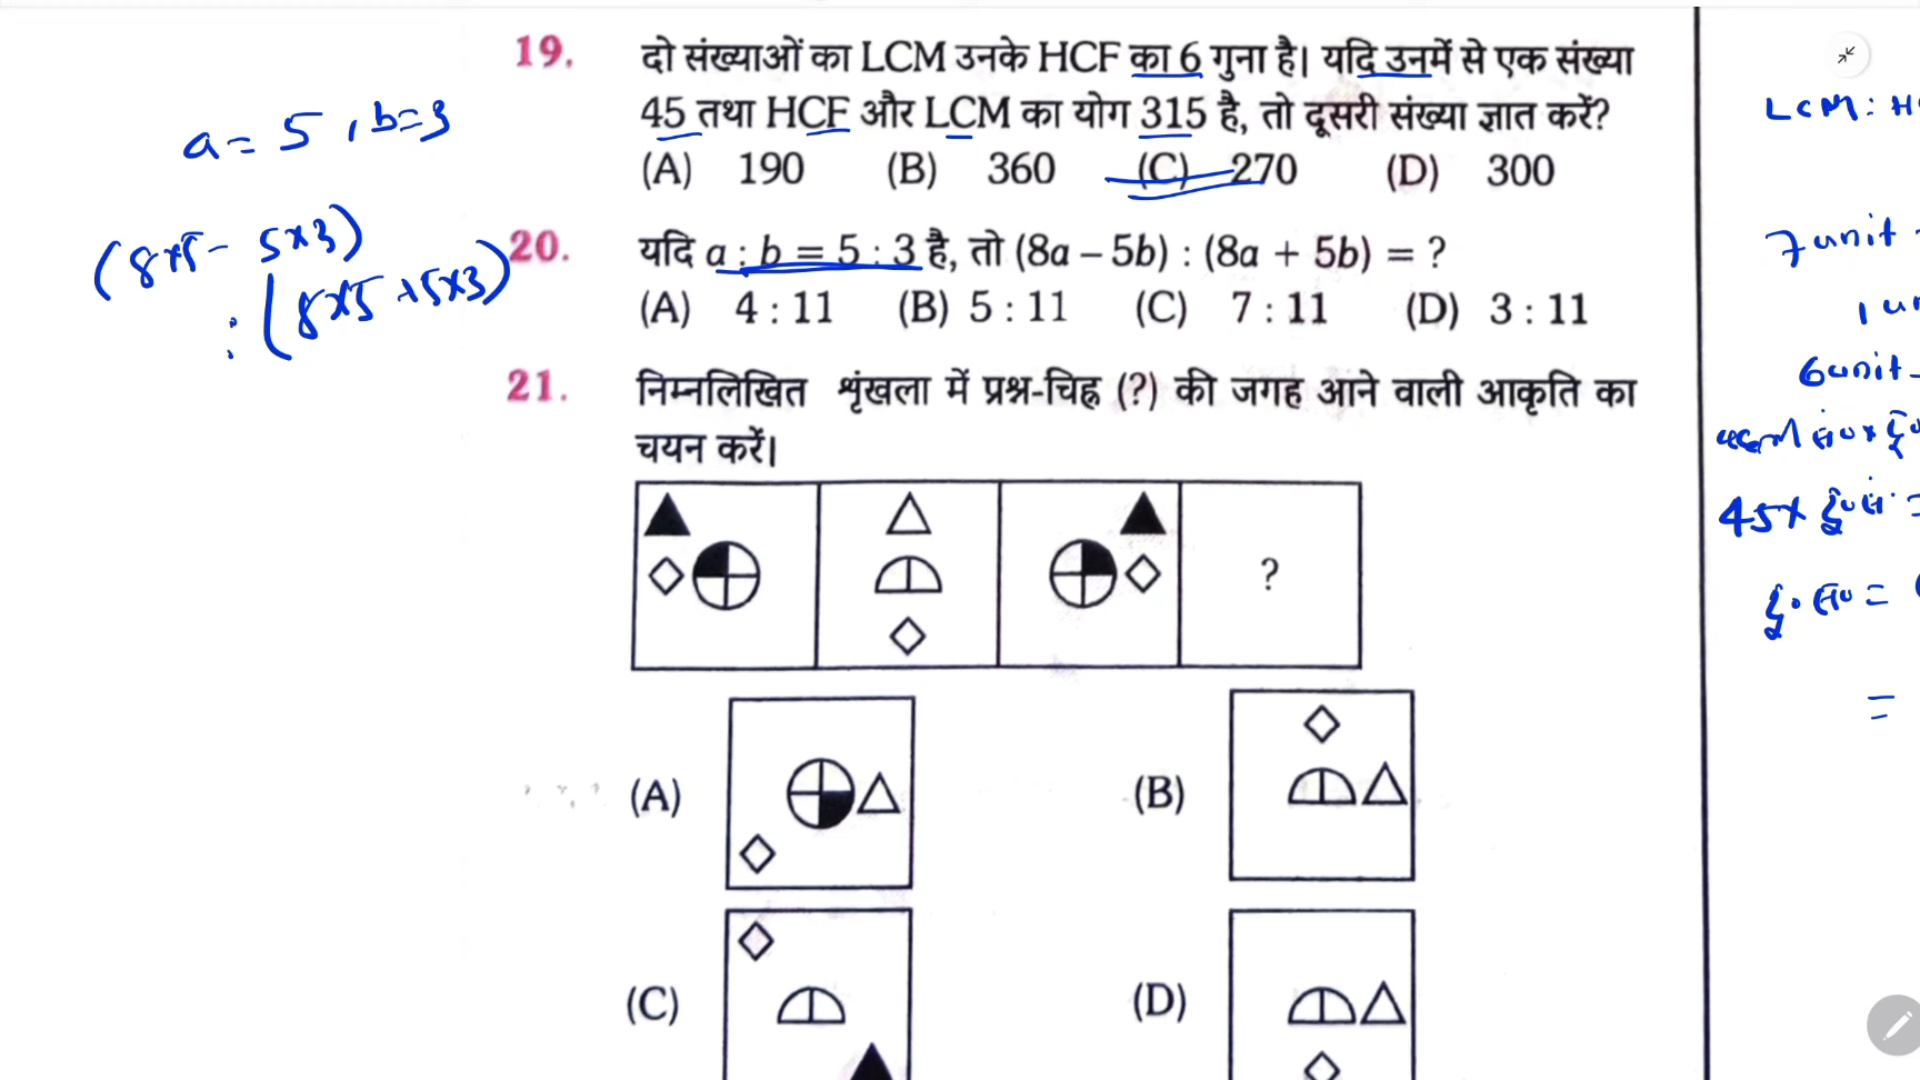 19. दो संख्याओं का LCM उनके HCF का 6 गुना है। यदि उनमें से एक संख्या
45 तथा HCF और LCM का योग 315 है, तो दूसरी संख्या ज्ञात करें?
(A) 190 (B) 360 (C) 270 (D) 300
a = 5, b=3
(8×5 - 5×3)
: (8×5 + 5×3)
20. यदि a : b = 5 : 3 है, तो (8a – 5b) : (8a + 5b) = ?
(A) 4 : 11 (B) 5 : 11 (C) 7 : 11 (D) 3 : 11
21. निम्नलिखित शृंखला में प्रश्न-चिह्न (?) की जगह आने वाली आकृति का
चयन करें।
?
(A) (B)
(C) (D)
LCM : H
7 unit -
1 un
6 unit -
45×
=